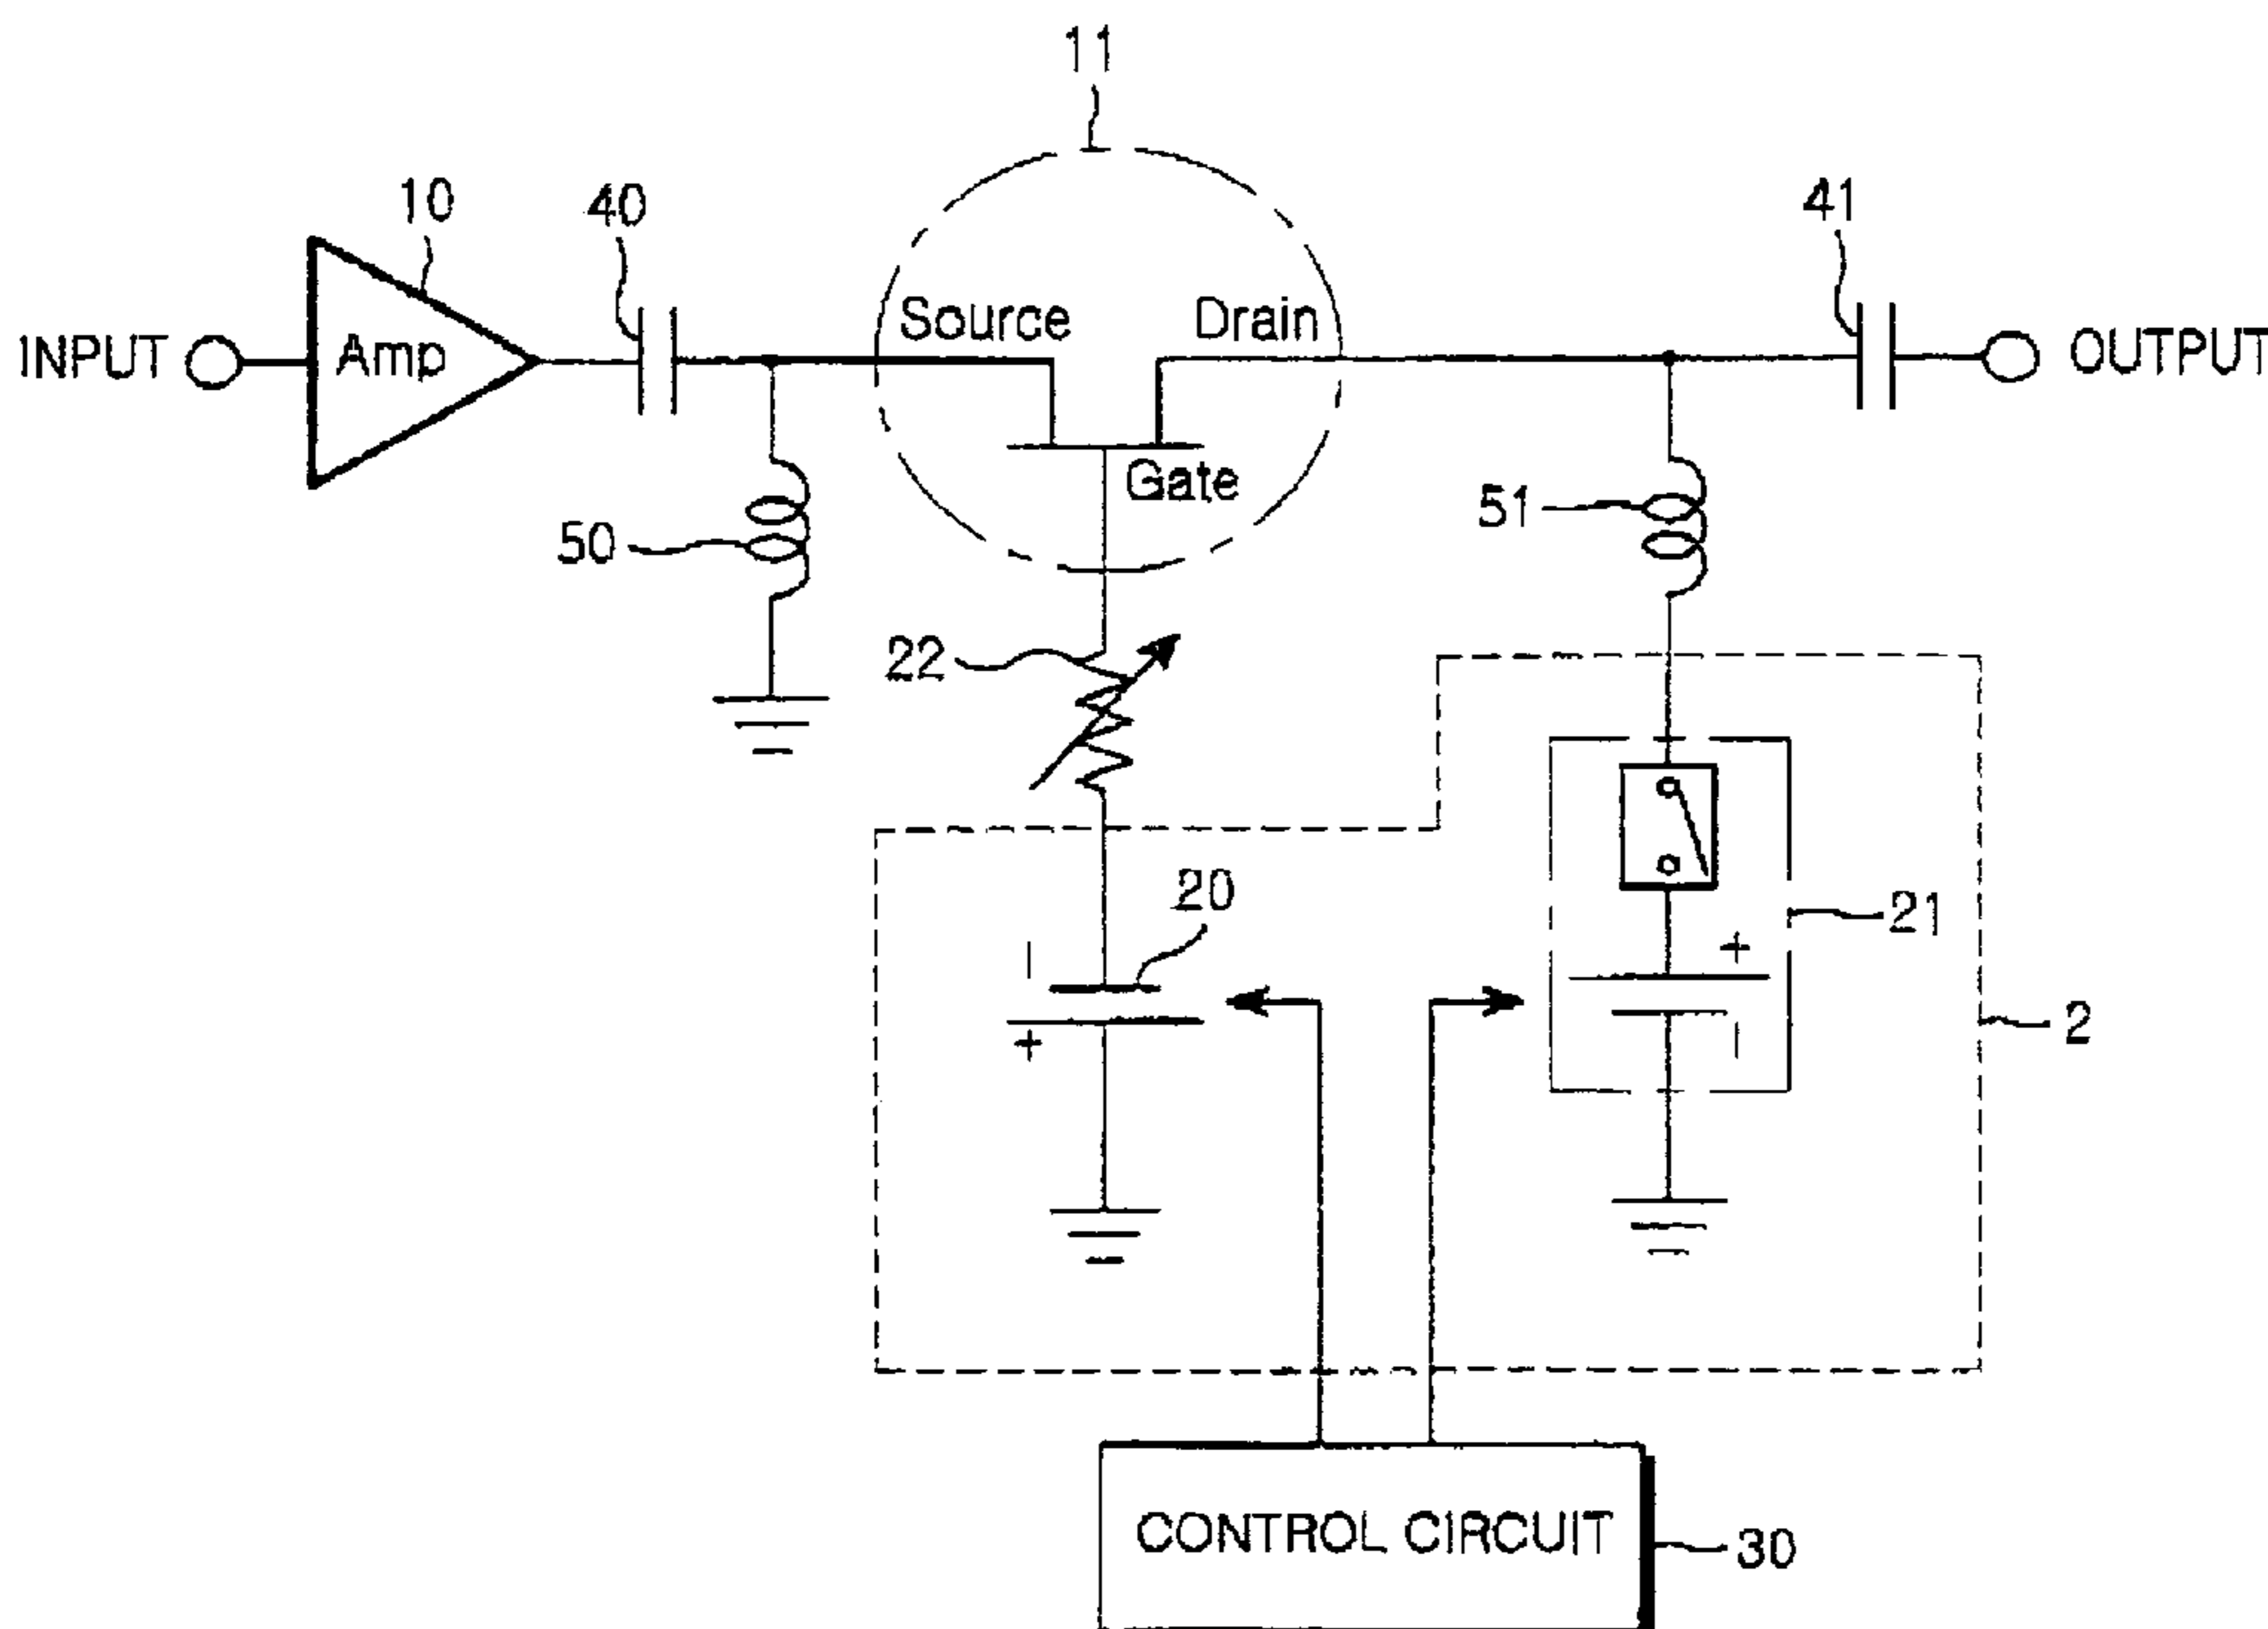 11
10
40
41
Source
Drain
INPUT
Amp
OUTPUT
Gate
51
50
22
20
21
+
−
−
+
2
CONTROL CIRCUIT
30